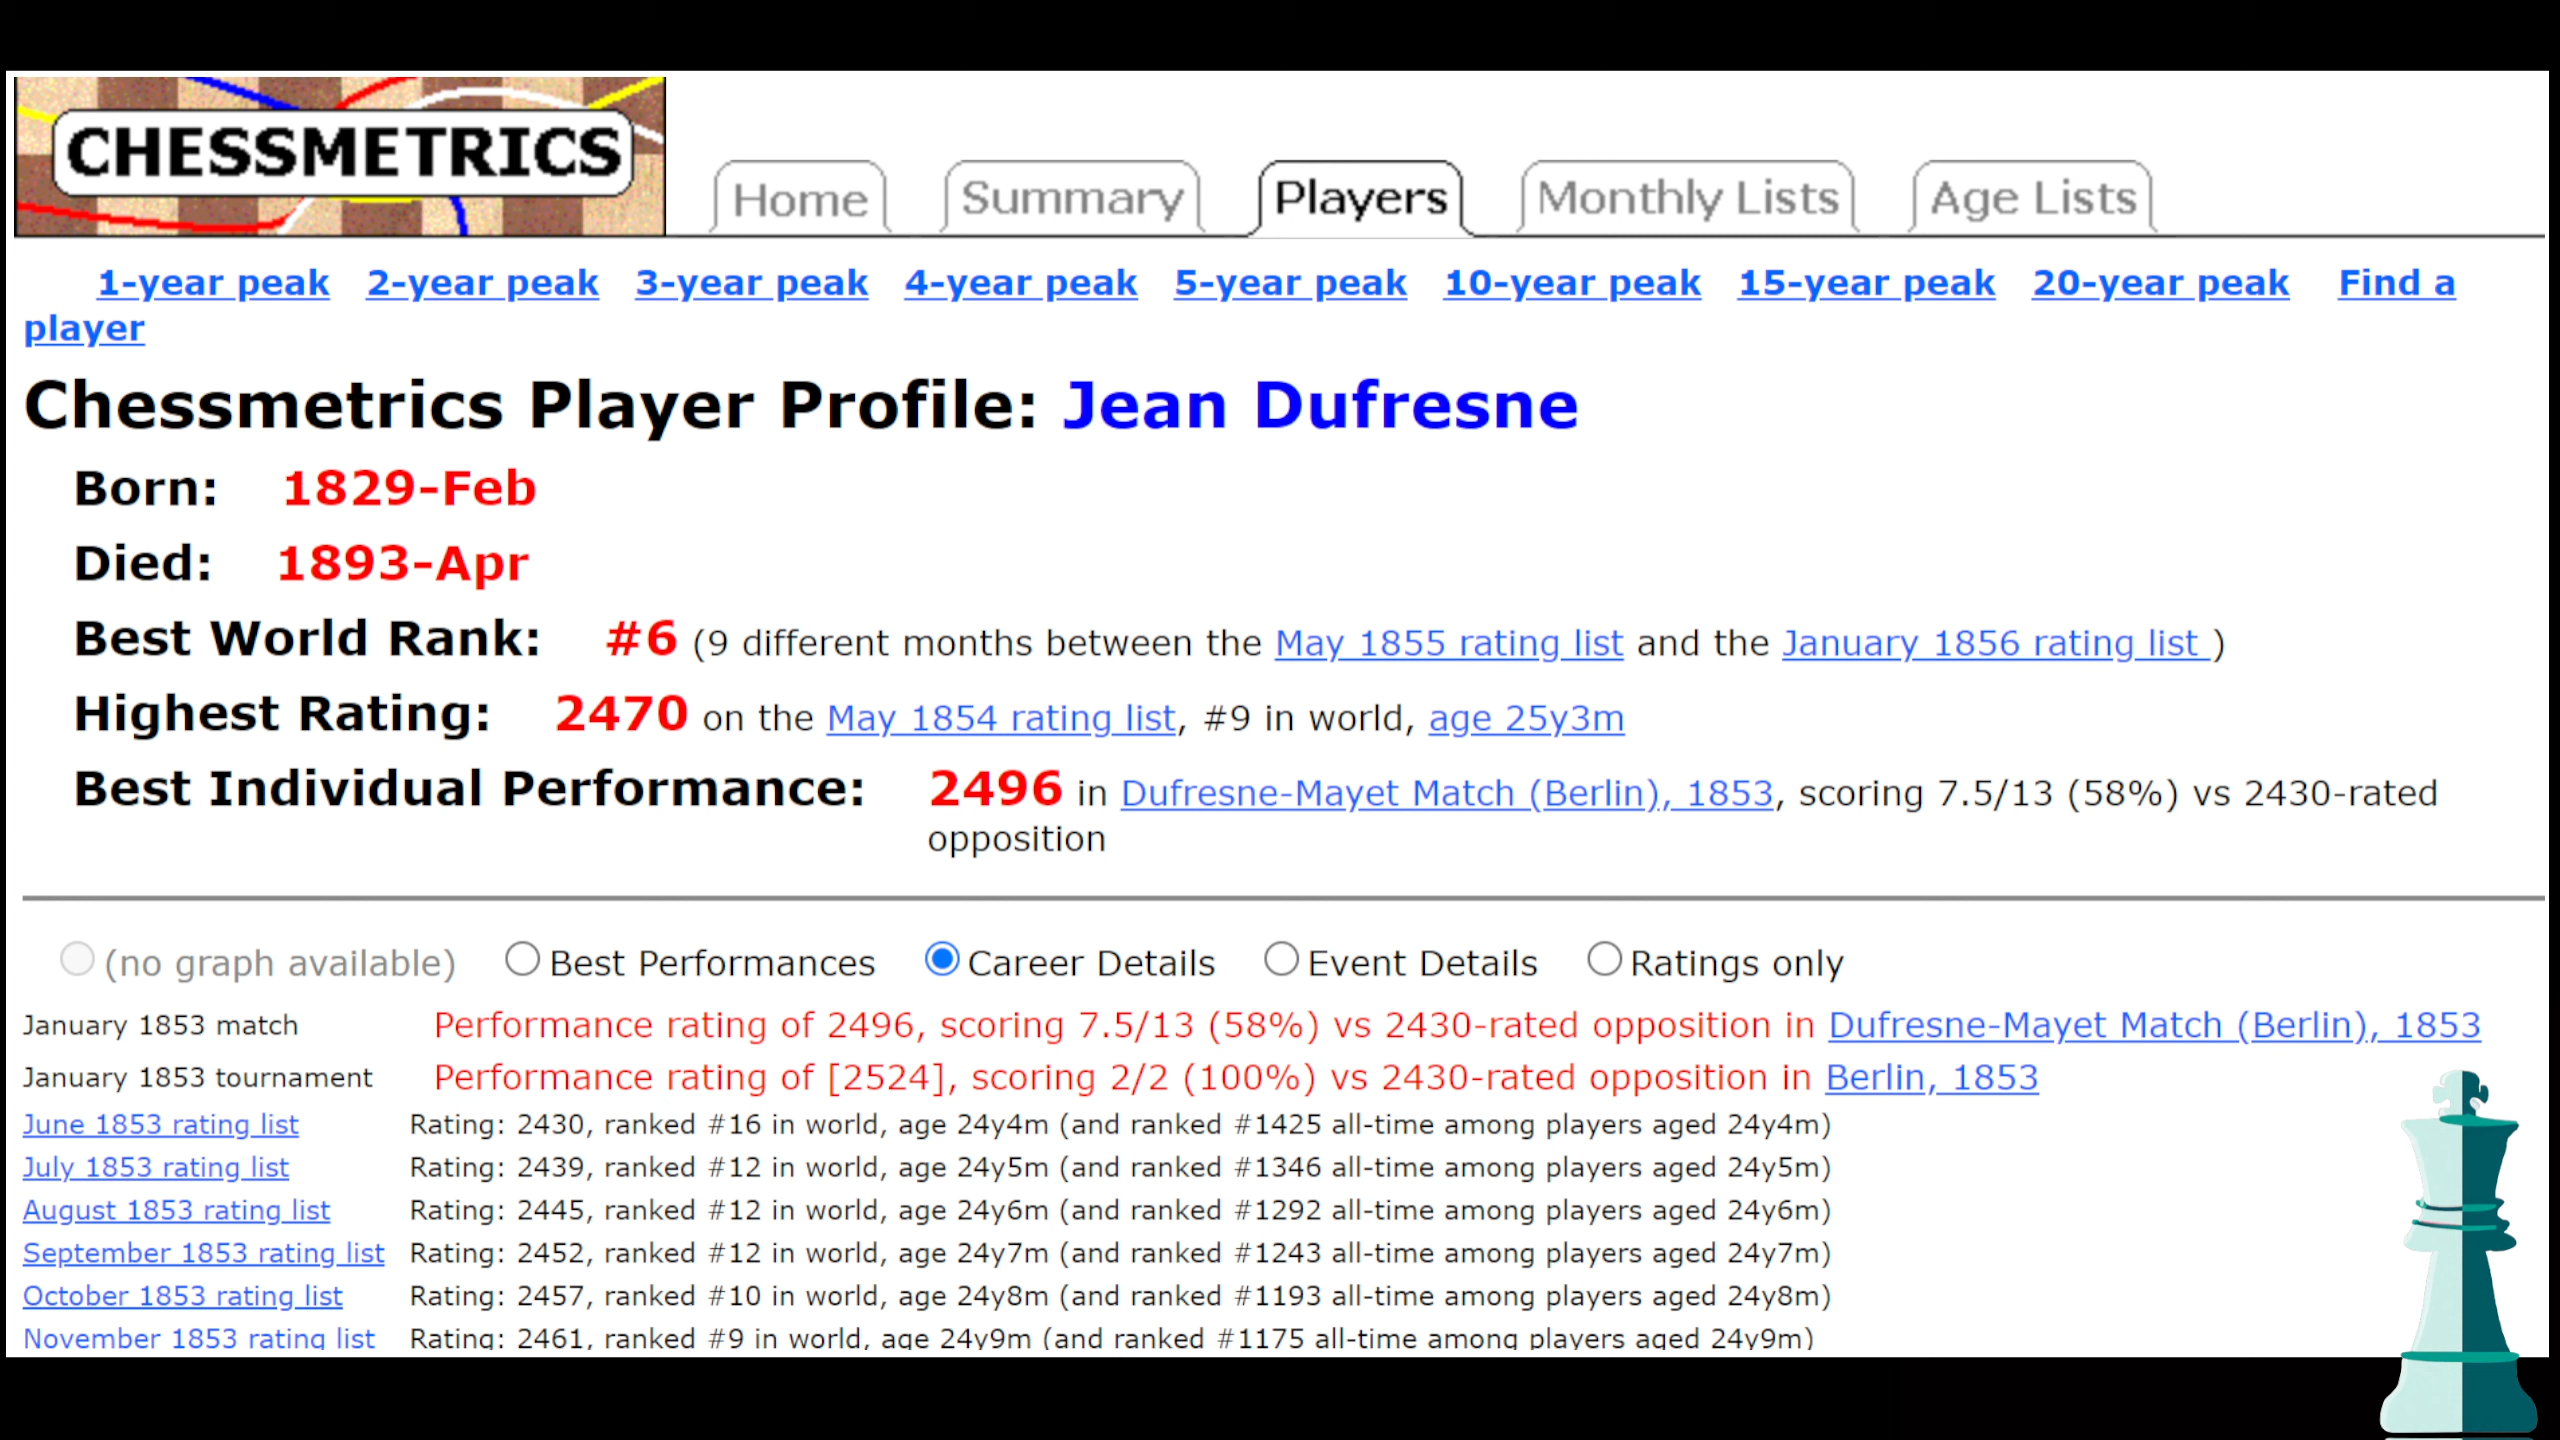 CHESSMETRICS
Home Summary Players Monthly Lists Age Lists
1-year peak 2-year peak 3-year peak 4-year peak 5-year peak 10-year peak 15-year peak 20-year peak Find a
player
Chessmetrics Player Profile: Jean Dufresne
Born: 1829-Feb
Died: 1893-Apr
Best World Rank: #6 (9 different months between the May 1855 rating list and the January 1856 rating list )
Highest Rating: 2470 on the May 1854 rating list, #9 in world, age 25y3m
Best Individual Performance: 2496 in Dufresne-Mayet Match (Berlin), 1853, scoring 7.5/13 (58%) vs 2430-rated
opposition
(no graph available) Best Performances Career Details Event Details Ratings only
January 1853 match Performance rating of 2496, scoring 7.5/13 (58%) vs 2430-rated opposition in Dufresne-Mayet Match (Berlin), 1853
January 1853 tournament Performance rating of [2524], scoring 2/2 (100%) vs 2430-rated opposition in Berlin, 1853
June 1853 rating list Rating: 2430, ranked #16 in world, age 24y4m (and ranked #1425 all-time among players aged 24y4m)
July 1853 rating list Rating: 2439, ranked #12 in world, age 24y5m (and ranked #1346 all-time among players aged 24y5m)
August 1853 rating list Rating: 2445, ranked #12 in world, age 24y6m (and ranked #1292 all-time among players aged 24y6m)
September 1853 rating list Rating: 2452, ranked #12 in world, age 24y7m (and ranked #1243 all-time among players aged 24y7m)
October 1853 rating list Rating: 2457, ranked #10 in world, age 24y8m (and ranked #1193 all-time among players aged 24y8m)
November 1853 rating list Rating: 2461, ranked #9 in world, age 24y9m (and ranked #1175 all-time among players aged 24y9m)